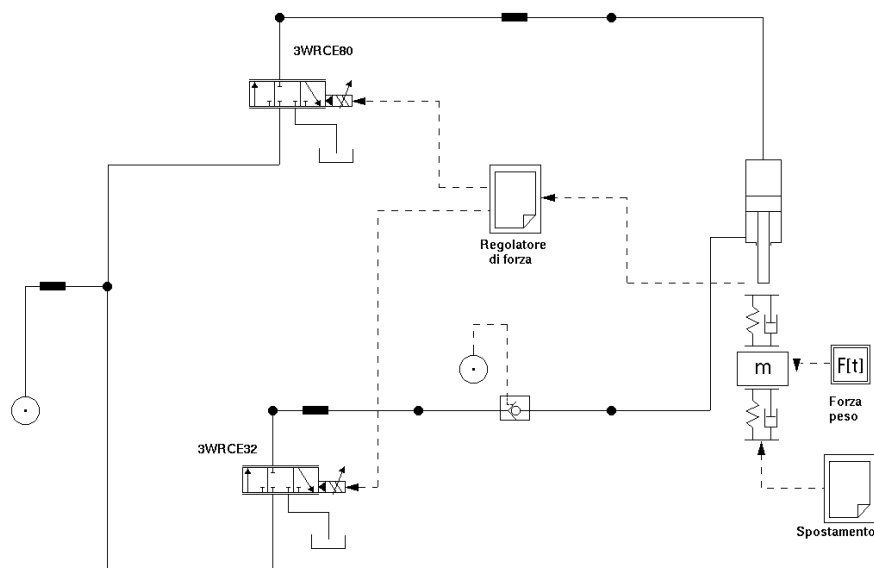 3WRCE80
Regolatore
di forza
m
F[t]
Forza
peso
3WRCE32
Spostamento